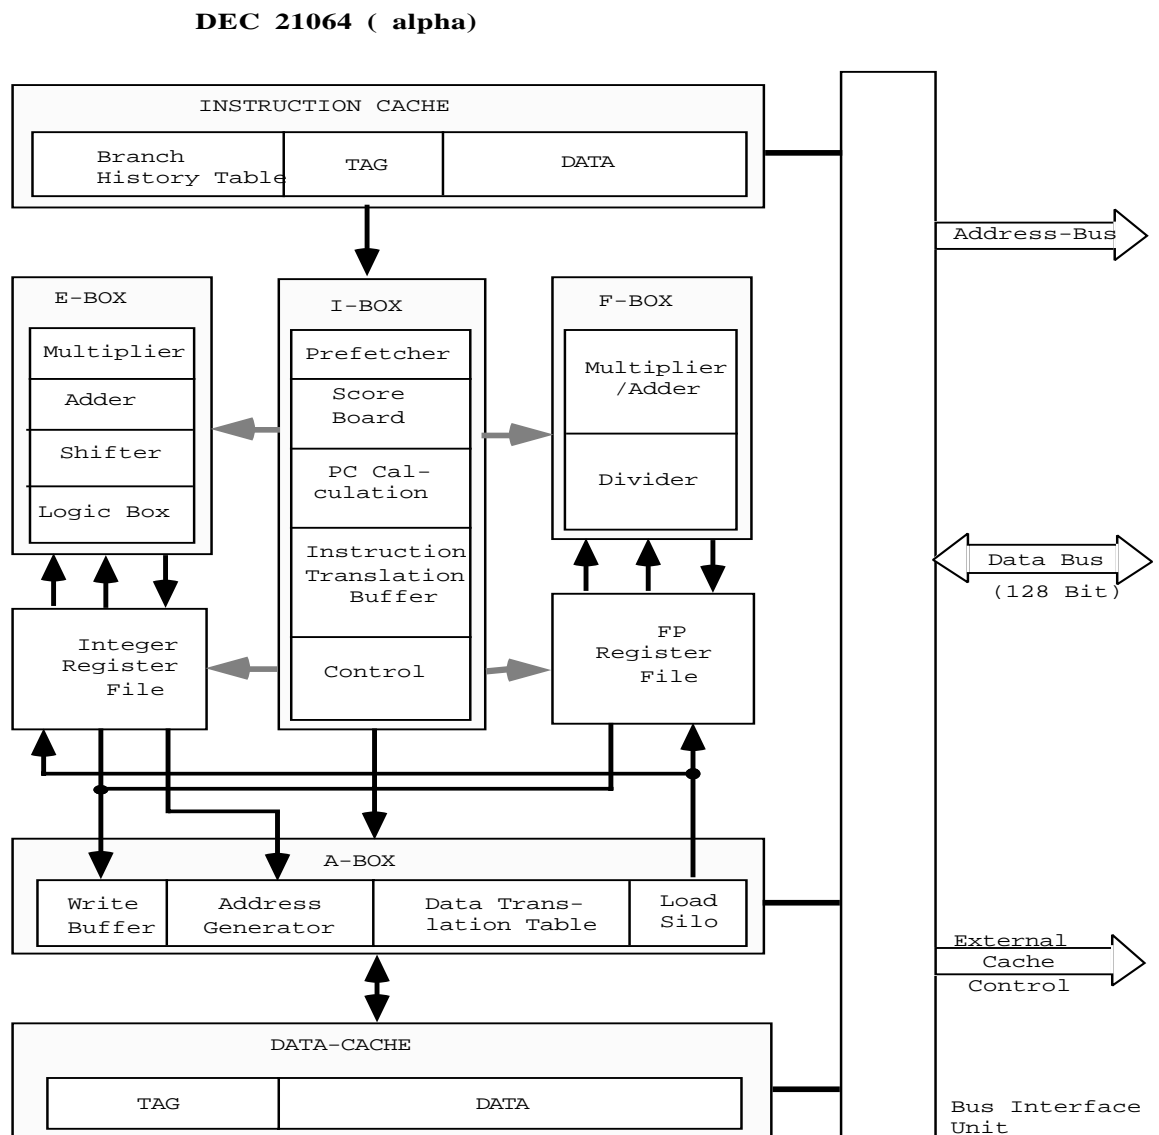 DEC 21064 ( alpha)
INSTRUCTION CACHE
Branch
History Table
TAG
DATA
Address-Bus
E-BOX
Multiplier
Adder
Shifter
Logic Box
I-BOX
Prefetcher
Score
Board
PC Cal-
culation
Instruction
Translation
Buffer
Control
F-BOX
Multiplier
/Adder
Divider
Data Bus
(128 Bit)
Integer
Register
File
FP
Register
File
A-BOX
Write
Buffer
Address
Generator
Data Trans-
lation Table
Load
Silo
External
Cache
Control
DATA-CACHE
TAG
DATA
Bus Interface
Unit